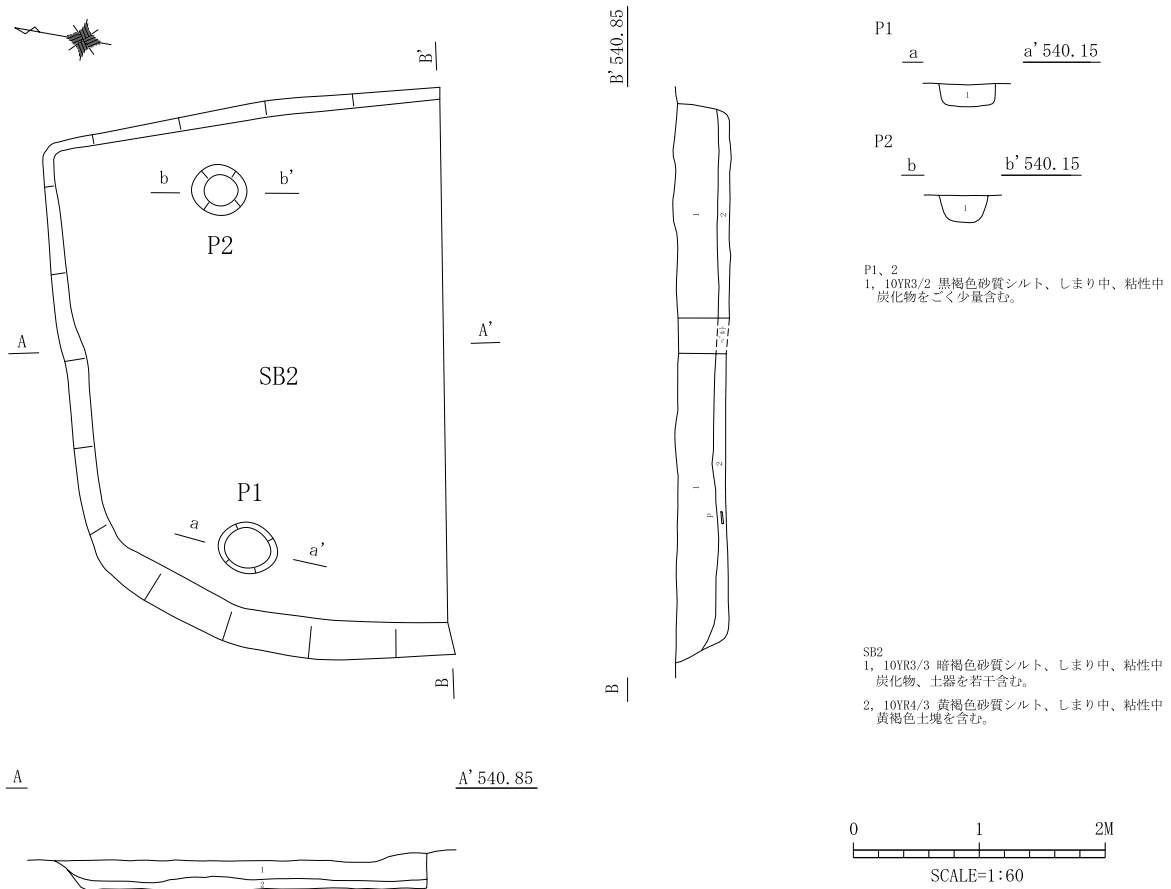 B'
B' 540.85
P1
a a' 540.15
1
P2
b b' 540.15
1
b b'
P2
1
2
P1、2
1, 10YR3/2 黒褐色砂質シルト、しまり中、粘性中
炭化物をごく少量含む。
A A'
SB2
P1
a a'
2
1
P
SB2
1, 10YR3/3 暗褐色砂質シルト、しまり中、粘性中
炭化物、土器を若干含む。
2, 10YR4/3 黄褐色砂質シルト、しまり中、粘性中
黄褐色土塊を含む。
B
B
A A' 540.85
1
2
0 1 2M
SCALE=1:60